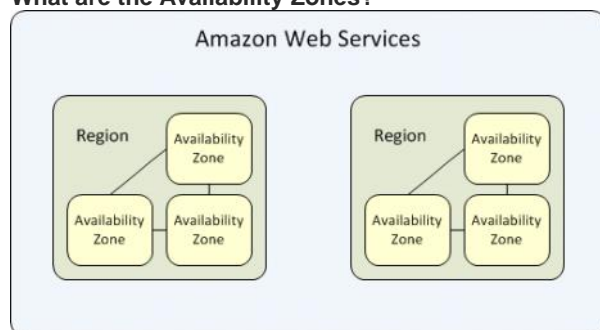 What are the Availability Zones?
Amazon Web Services
Region
Availability
Zone
Availability
Zone
Availability
Zone
Region
Availability
Zone
Availability
Zone
Availability
Zone